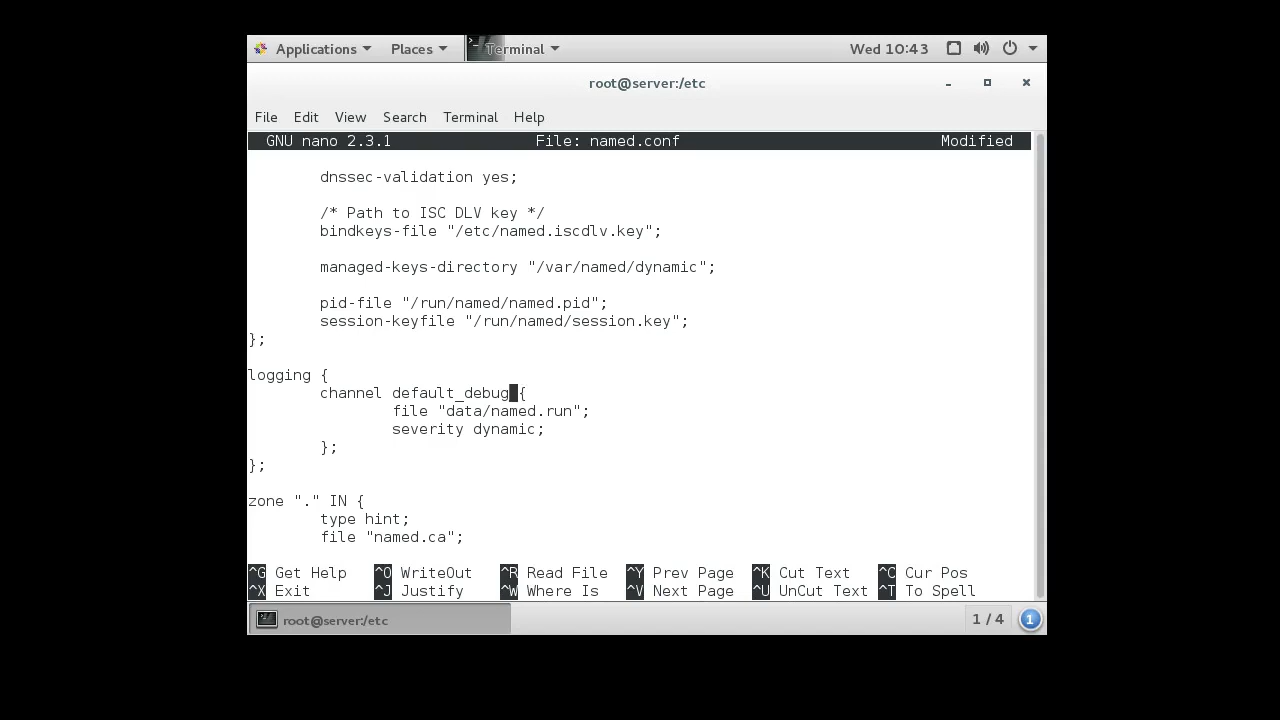 Applications Places Terminal Wed 10:43
root@server:/etc
File Edit View Search Terminal Help
GNU nano 2.3.1 File: named.conf Modified
dnssec-validation yes;
/* Path to ISC DLV key */
bindkeys-file "/etc/named.iscdlv.key";
managed-keys-directory "/var/named/dynamic";
pid-file "/run/named/named.pid";
session-keyfile "/run/named/session.key";
};
logging {
channel default_debug {
file "data/named.run";
severity dynamic;
};
};
zone "." IN {
type hint;
file "named.ca";
^G Get Help ^O WriteOut ^R Read File ^Y Prev Page ^K Cut Text ^C Cur Pos
^X Exit ^J Justify ^W Where Is ^V Next Page ^U UnCut Text ^T To Spell
root@server:/etc 1 / 4 1